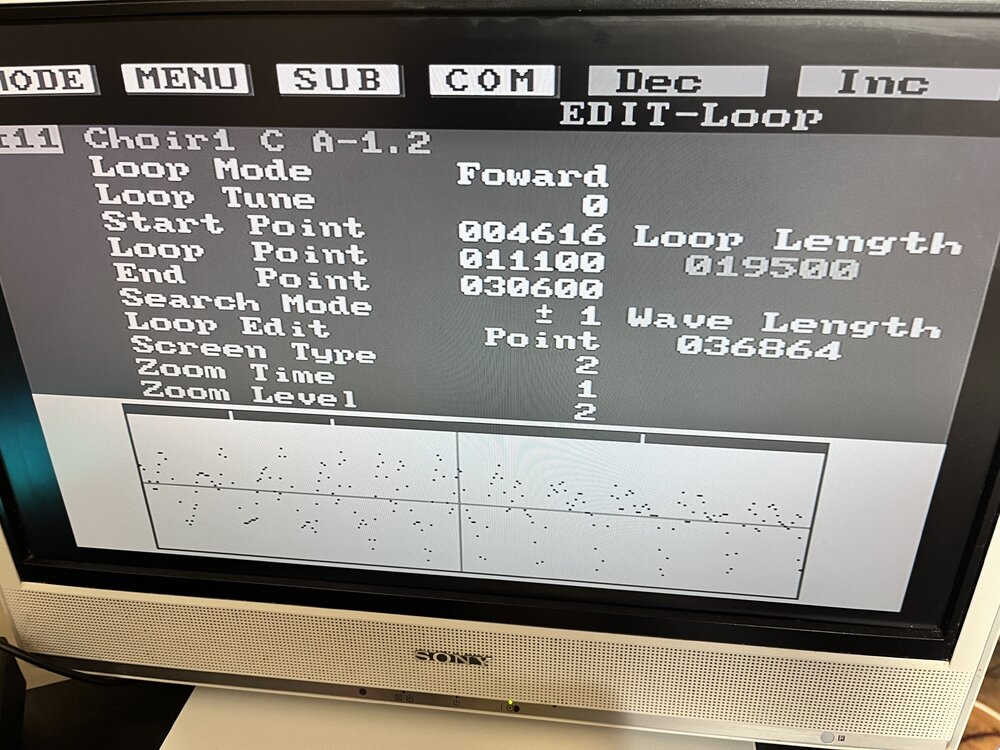 MODE MENU SUB COM Dec Inc
EDIT-Loop
:11 Choir1 C A-1.2
Loop Mode Foward
Loop Tune 0
Start Point 004616 Loop Length
Loop Point 011100 019500
End Point 030600
Search Mode ± 1 Wave Length
Loop Edit Point 036864
Screen Type 2
Zoom Time 1
Zoom Level 2
SONY